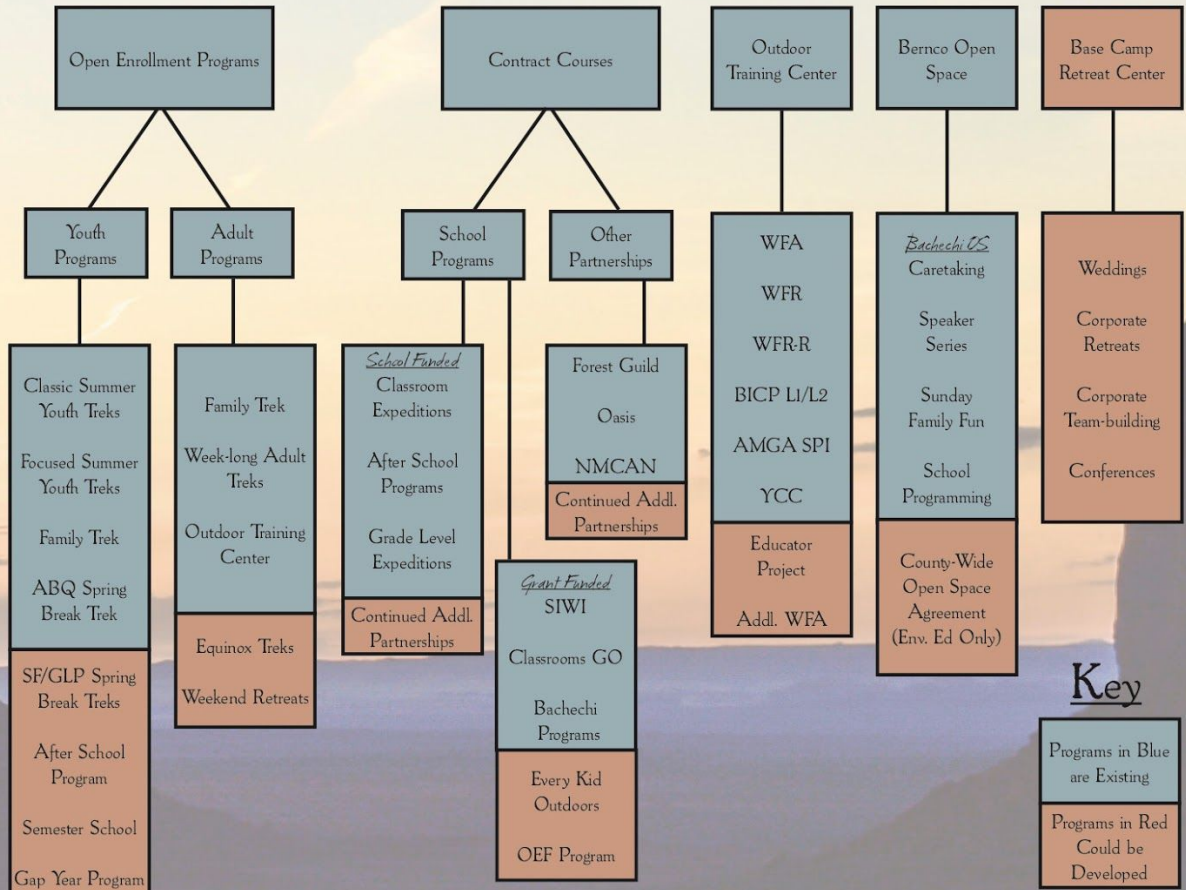 Open Enrollment Programs
Contract Courses
Outdoor
Training Center
Bernco Open
Space
Base Camp
Retreat Center
Youth
Programs
Adult
Programs
School
Programs
Other
Partnerships
Classic Summer
Youth Treks
Focused Summer
Youth Treks
Family Trek
ABQ Spring
Break Trek
SF/GLP Spring
Break Treks
After School
Program
Semester School
Gap Year Program
Family Trek
Week-long Adult
Treks
Outdoor Training
Center
Equinox Treks
Weekend Retreats
School Funded
Classroom
Expeditions
After School
Programs
Grade Level
Expeditions
Continued Addl.
Partnerships
Grant Funded
SIWI
Classrooms GO
Bachechi
Programs
Every Kid
Outdoors
OEF Program
Forest Guild
Oasis
NMCAN
Continued Addl.
Partnerships
WFA
WFR
WFR-R
BICP L1/L2
AMGA SPI
YCC
Educator
Project
Addl. WFA
Bachechi OS
Caretaking
Speaker
Series
Sunday
Family Fun
School
Programming
County-Wide
Open Space
Agreement
(Env. Ed Only)
Weddings
Corporate
Retreats
Corporate
Team-building
Conferences
Key
Programs in Blue
are Existing
Programs in Red
Could be
Developed